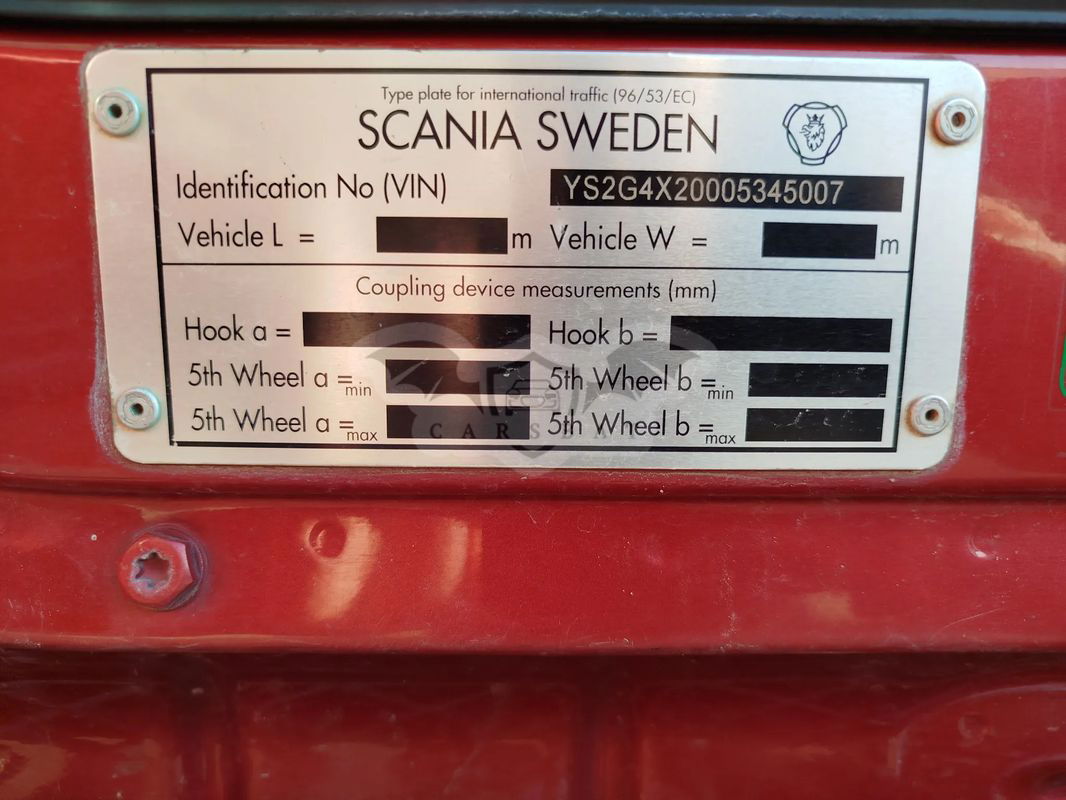 Type plate for international traffic (96/53/EC)
SCANIA SWEDEN
Identification No (VIN) YS2G4X20005345007
Vehicle L = m Vehicle W = m
Coupling device measurements (mm)
Hook a = Hook b =
5th Wheel a =min 5th Wheel b =min
5th Wheel a =max 5th Wheel b =max